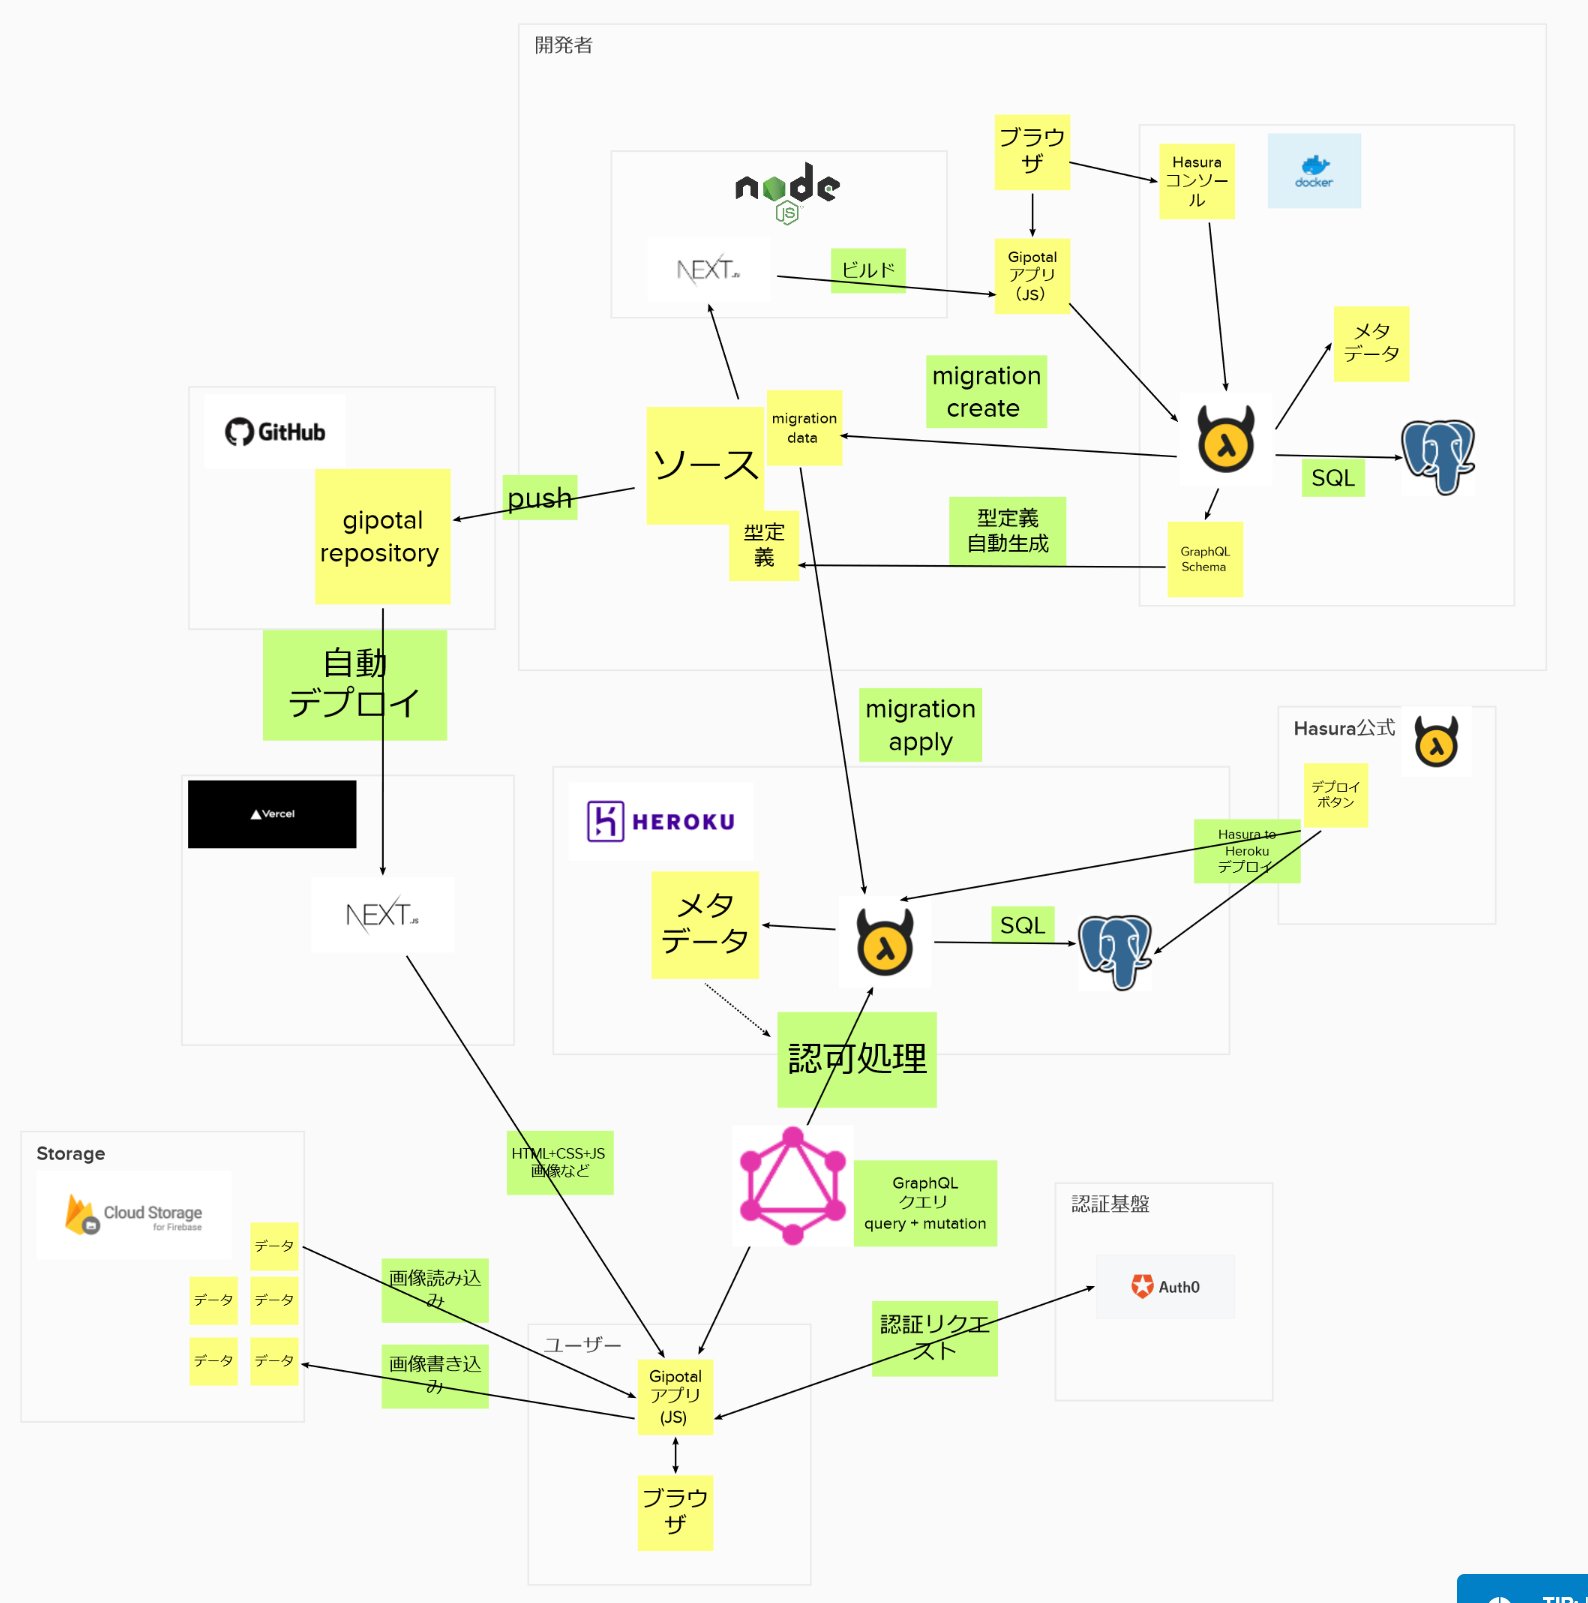 開発者
node
JS
NEXT.JS
ビルド
ブラウ
ザ
Gipotal
アプリ
（JS）
Hasura
コンソー
ル
docker
メタ
データ
migration
create
SQL
GraphQL
Schema
型定義
自動生成
ソース
migration
data
型定
義
push
GitHub
gipotal
repository
自動
デプロイ
migration
apply
Vercel
NEXT.JS
HEROKU
メタ
データ
SQL
認可処理
Hasura公式
デプロイ
ボタン
Hasura to
Heroku
デプロイ
HTML+CSS+JS
画像など
GraphQL
クエリ
query + mutation
Storage
Cloud Storage
for Firebase
データ
データ
データ
データ
データ
画像読み込
み
画像書き込
み
ユーザー
Gipotal
アプリ
(JS)
ブラウ
ザ
認証リクエ
スト
認証基盤
Auth0